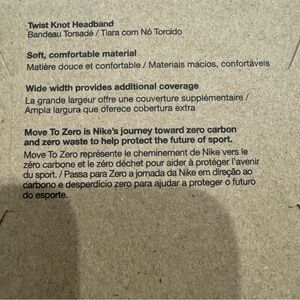 Twist Knot Headband
Bandeau Torsadé / Tiara com Nó Torcido
Soft, comfortable material
Matière douce et confortable / Materiais macios, confortáveis
Wide width provides additional coverage
La grande largeur offre une couverture supplémentaire /
Ampla largura que oferece cobertura extra
Move To Zero is Nike's journey toward zero carbon
and zero waste to help protect the future of sport.
Move To Zero représente le cheminement de Nike vers le
zéro carbone et le zéro déchet pour aider à protéger l'avenir
du sport. / Passa para Zero a jornada da Nike em direção ao
carbono e desperdício zero para ajudar a proteger o futuro
do esporte.